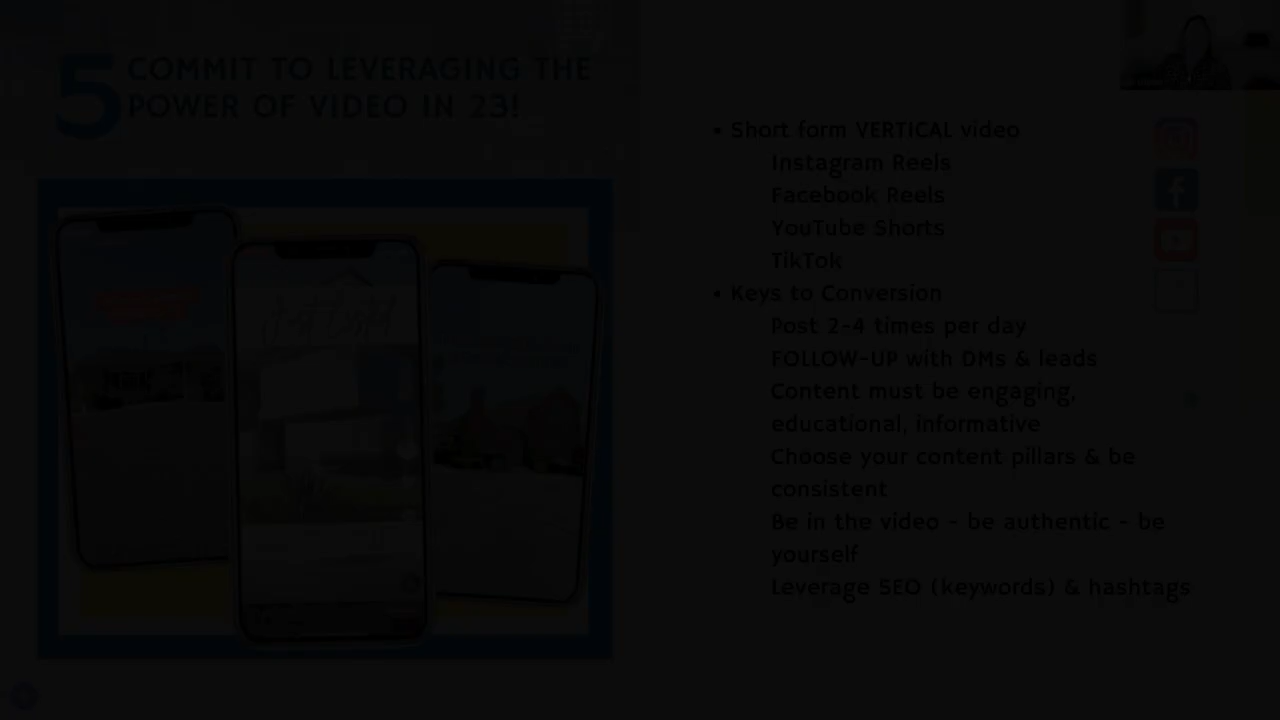 5 COMMIT TO LEVERAGING THE
POWER OF VIDEO IN 23!
Just Listed
• Short form VERTICAL video
Instagram Reels
Facebook Reels
YouTube Shorts
TikTok
• Keys to Conversion
Post 2-4 times per day
FOLLOW-UP with DMs & leads
Content must be engaging,
educational, informative
Choose your content pillars & be
consistent
Be in the video - be authentic - be
yourself
Leverage SEO (keywords) & hashtags